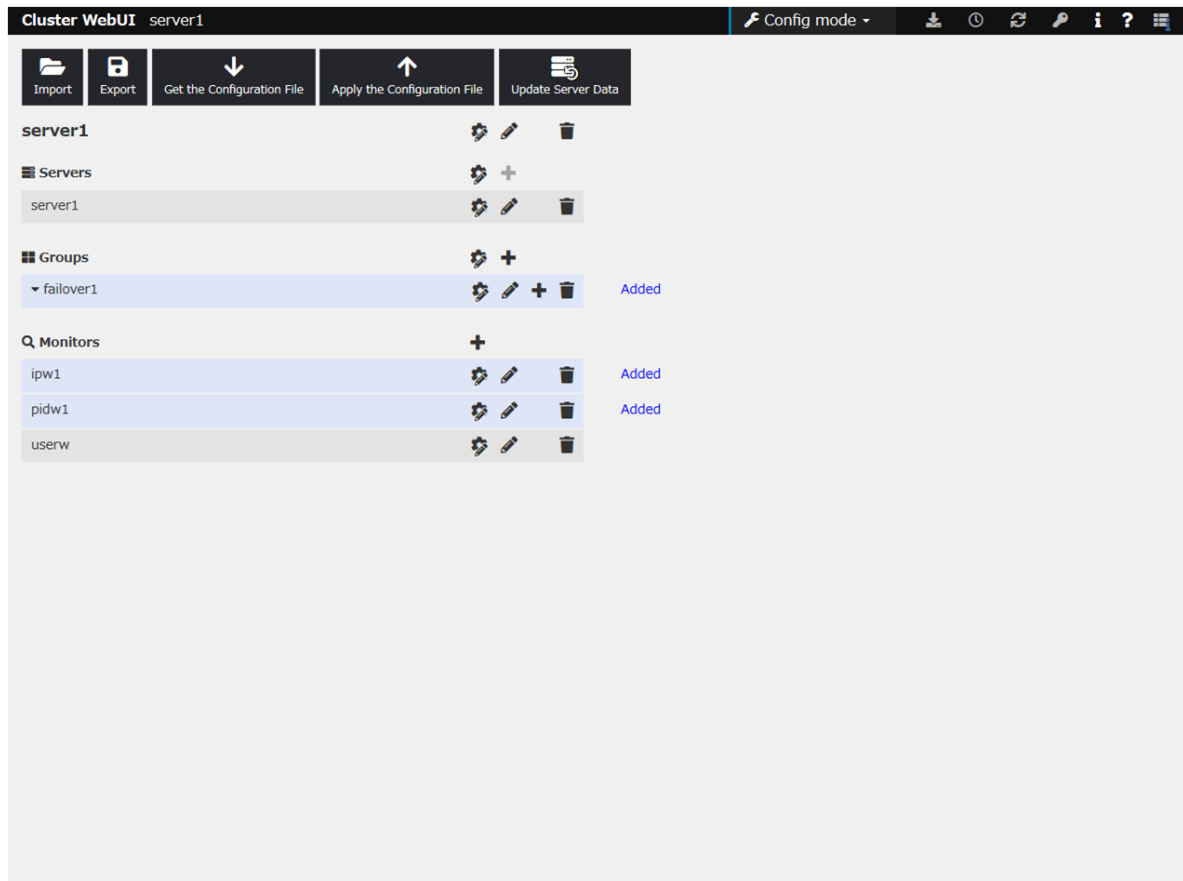 Cluster WebUI server1 Config mode
Import Export Get the Configuration File Apply the Configuration File Update Server Data
server1
Servers
server1
Groups
failover1 Added
Monitors
ipw1 Added
pidw1 Added
userw